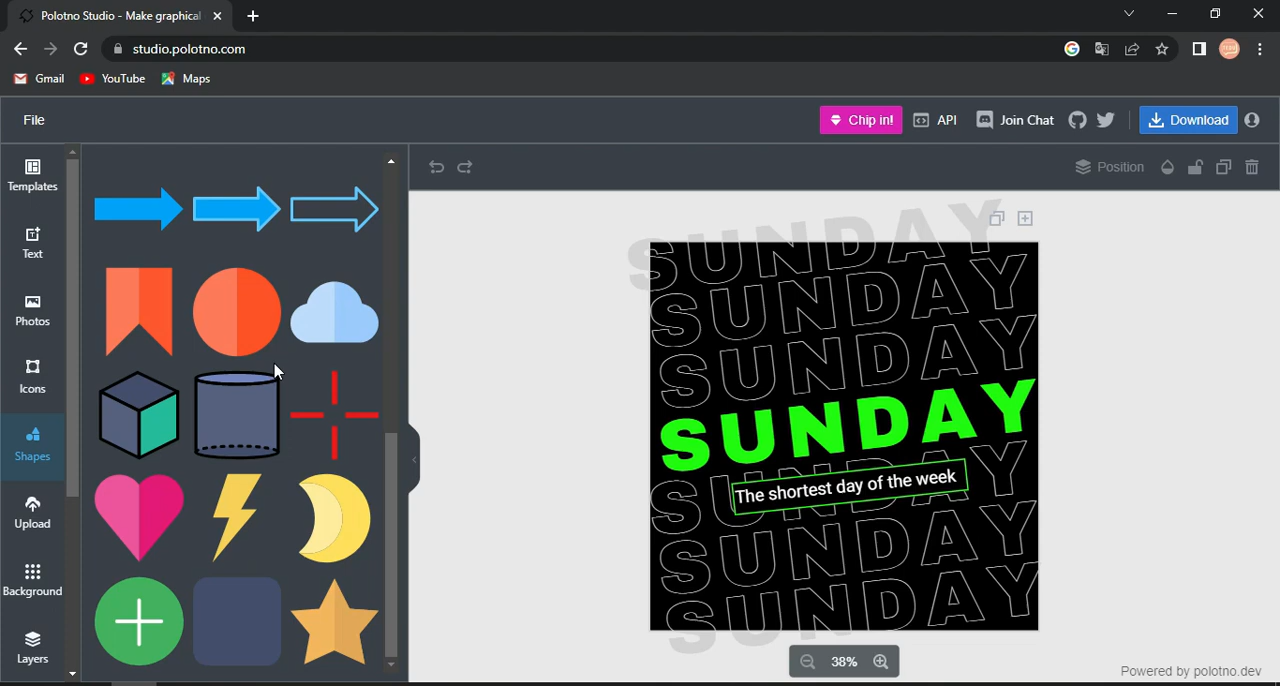 Polotno Studio - Make graphical
studio.polotno.com
Gmail YouTube Maps
File Chip in! API Join Chat Download
Templates
Text
Photos
Icons
Shapes
Upload
Background
Layers
Position
SUNDAY
SUNDAY
SUNDAY
SUNDAY
The shortest day of the week
SUNDAY
SUNDAY
SUNDAY
38%
Powered by polotno.dev